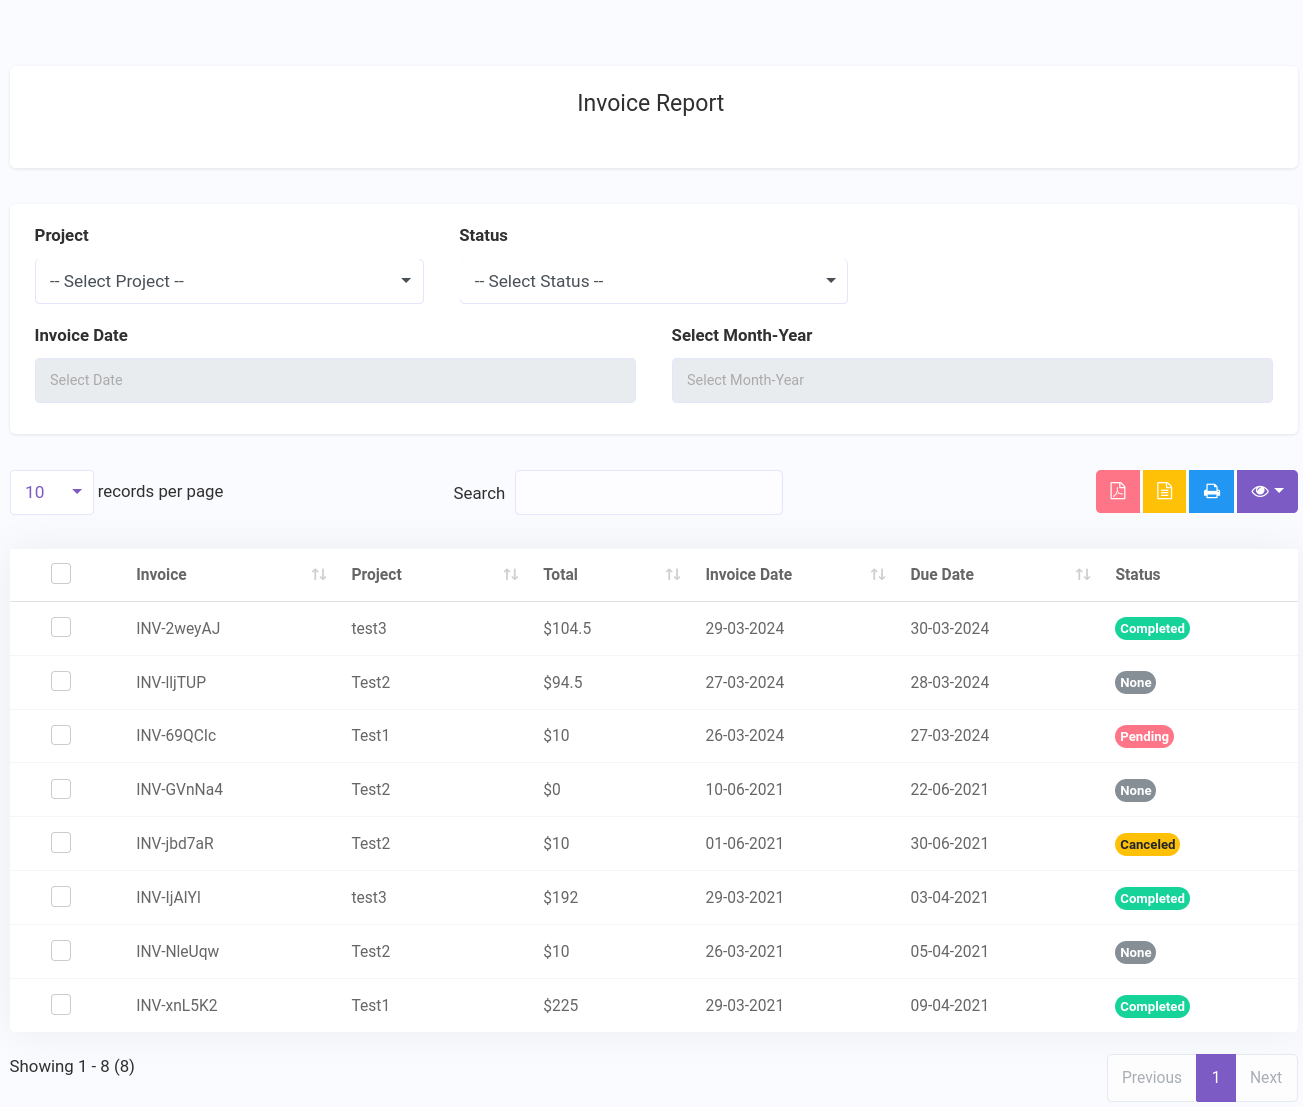 Invoice Report
Project Status
-- Select Project -- -- Select Status --
Invoice Date Select Month-Year
Select Date Select Month-Year
10 records per page Search
Invoice Project Total Invoice Date Due Date Status
INV-2weyAJ test3 $104.5 29-03-2024 30-03-2024 Completed
INV-lIjTUP Test2 $94.5 27-03-2024 28-03-2024 None
INV-69QCIc Test1 $10 26-03-2024 27-03-2024 Pending
INV-GVnNa4 Test2 $0 10-06-2021 22-06-2021 None
INV-jbd7aR Test2 $10 01-06-2021 30-06-2021 Canceled
INV-IjAIYI test3 $192 29-03-2021 03-04-2021 Completed
INV-NleUqw Test2 $10 26-03-2021 05-04-2021 None
INV-xnL5K2 Test1 $225 29-03-2021 09-04-2021 Completed
Showing 1 - 8 (8)
Previous 1 Next